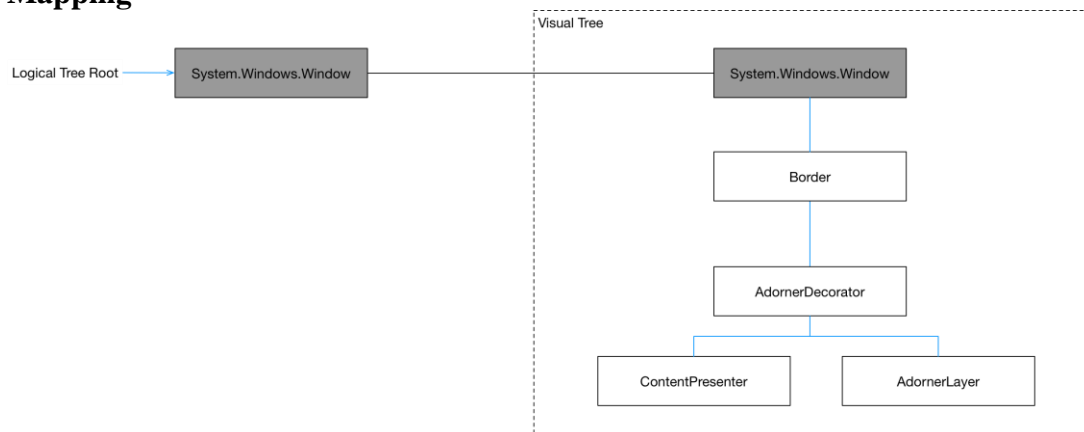 Mapping
Visual Tree
Logical Tree Root
System.Windows.Window
System.Windows.Window
Border
AdornerDecorator
ContentPresenter
AdornerLayer